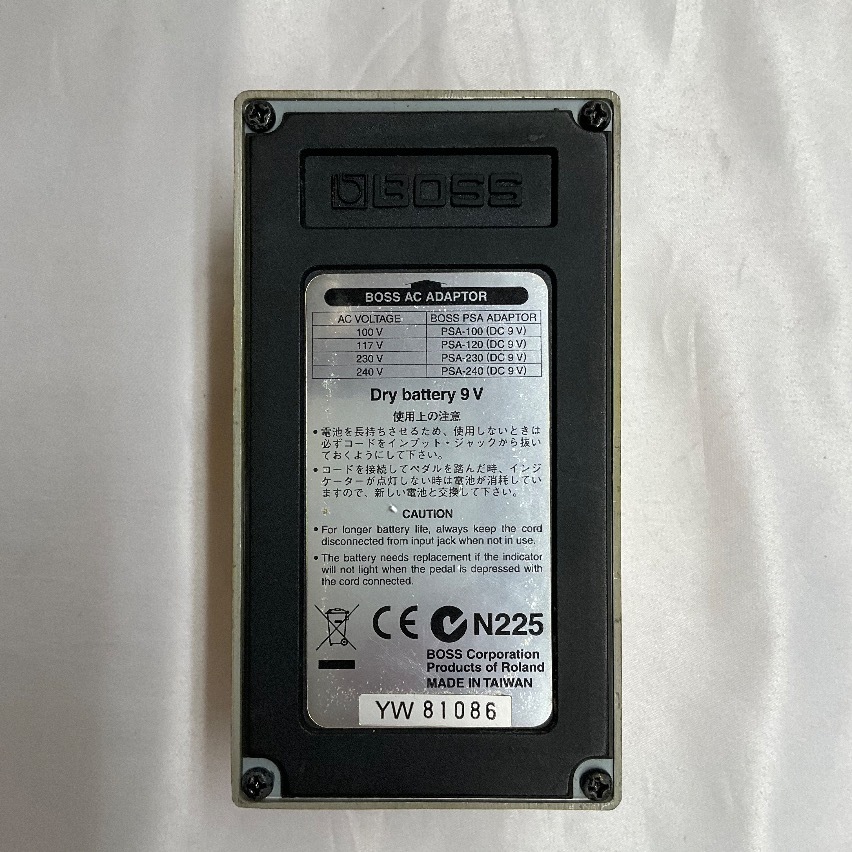 BOSS
BOSS AC ADAPTOR
AC VOLTAGE BOSS PSA ADAPTOR
100 V PSA-100 (DC 9 V)
117 V PSA-120 (DC 9 V)
230 V PSA-230 (DC 9 V)
240 V PSA-240 (DC 9 V)
Dry battery 9 V
使用上の注意
• 電池を長持ちさせるため、使用しないときは
必ずコードをインプット・ジャックから抜い
ておくようにして下さい。
• コードを接続してペダルを踏んだ時、インジ
ケーターが点灯しない時は電池が消耗してい
ますので、新しい電池と交換して下さい。
CAUTION
• For longer battery life, always keep the cord
disconnected from input jack when not in use.
• The battery needs replacement if the indicator
will not light when the pedal is depressed with
the cord connected.
CE N225
BOSS Corporation
Products of Roland
MADE IN TAIWAN
YW 81086